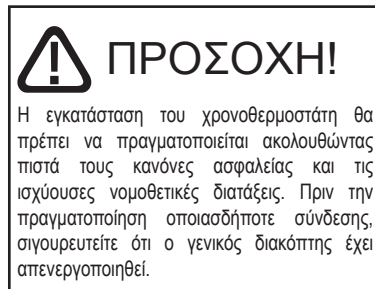 ΠΡΟΣΟΧΗ!
Η εγκατάσταση του χρονοθερμοστάτη θα
πρέπει να πραγματοποιείται ακολουθώντας
πιστά τους κανόνες ασφαλείας και τις
ισχύουσες νομοθετικές διατάξεις. Πριν την
πραγματοποίηση οποιασδήποτε σύνδεσης,
σιγουρευτείτε ότι ο γενικός διακόπτης έχει
απενεργοποιηθεί.